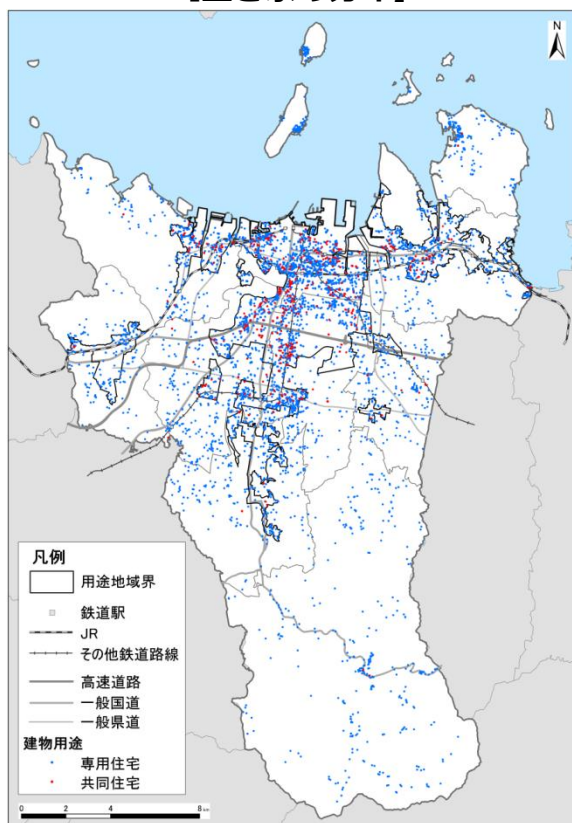 N
凡例
用途地域界
鉄道駅
JR
その他鉄道路線
高速道路
一般国道
一般県道
建物用途
専用住宅
共同住宅
0 2 4 8